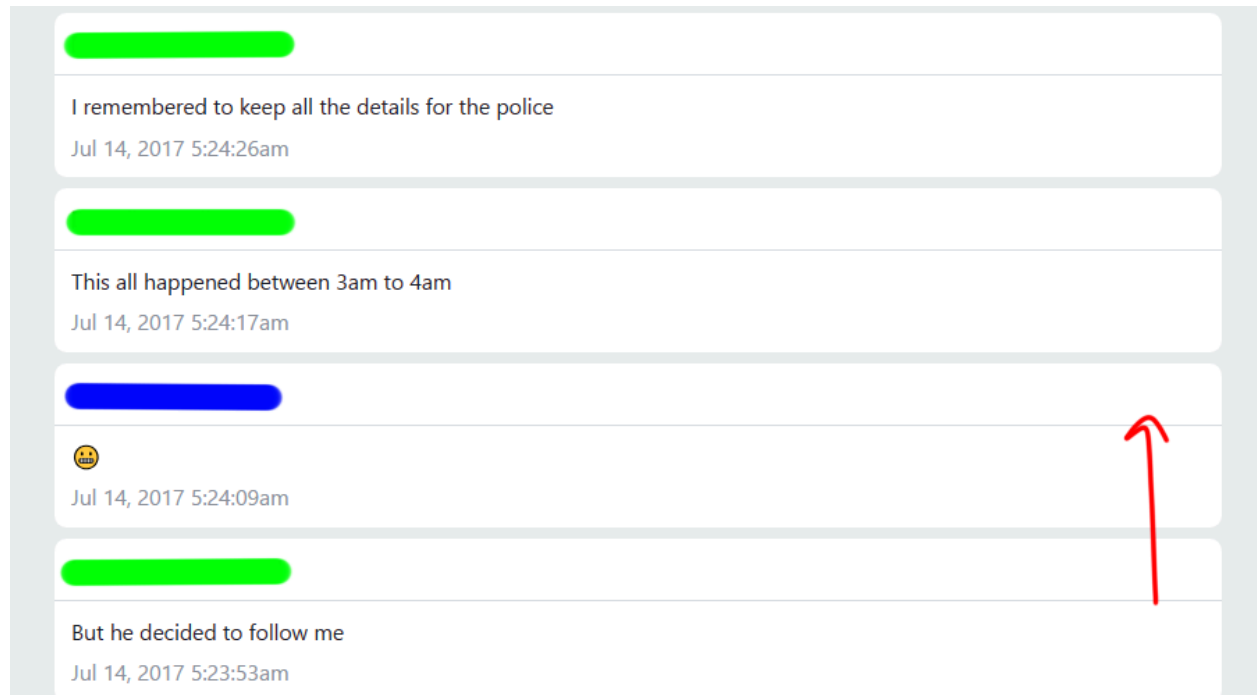 I remembered to keep all the details for the police
Jul 14, 2017 5:24:26am
This all happened between 3am to 4am
Jul 14, 2017 5:24:17am
😬
Jul 14, 2017 5:24:09am
But he decided to follow me
Jul 14, 2017 5:23:53am